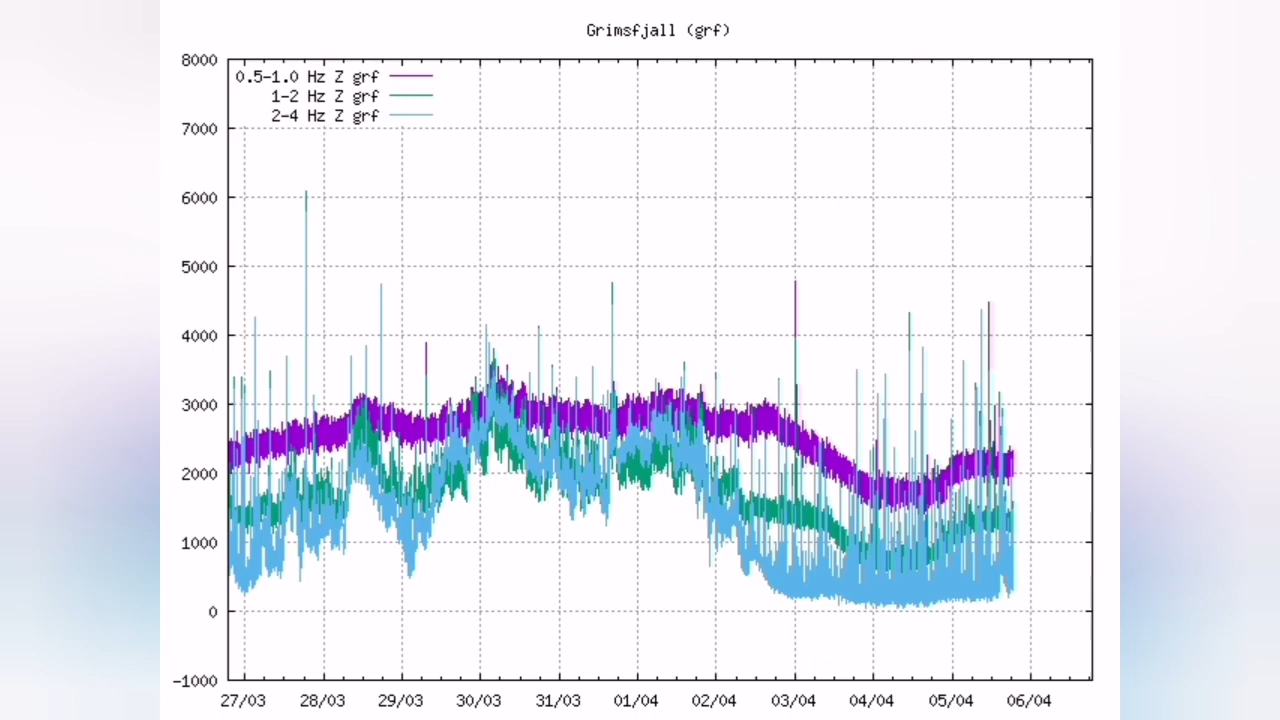 Grimsfjall (grf)
8000
0.5-1.0 Hz Z grf
1-2 Hz Z grf
2-4 Hz Z grf
7000
6000
5000
4000
3000
2000
1000
0
-1000
27/03 28/03 29/03 30/03 31/03 01/04 02/04 03/04 04/04 05/04 06/04